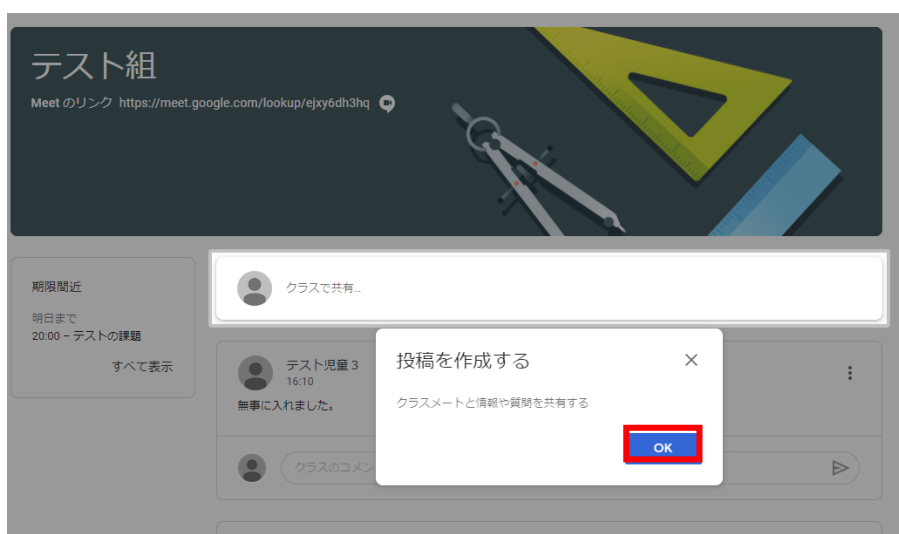 テスト組
Meet のリンク https://meet.google.com/lookup/ejxy6dh3hq
期限間近
明日まで
20:00 – テストの課題
すべて表示
クラスで共有...
テスト児童 3
16:10
無事に入れました。
クラスのコメン
投稿を作成する
クラスメートと情報や質問を共有する
OK